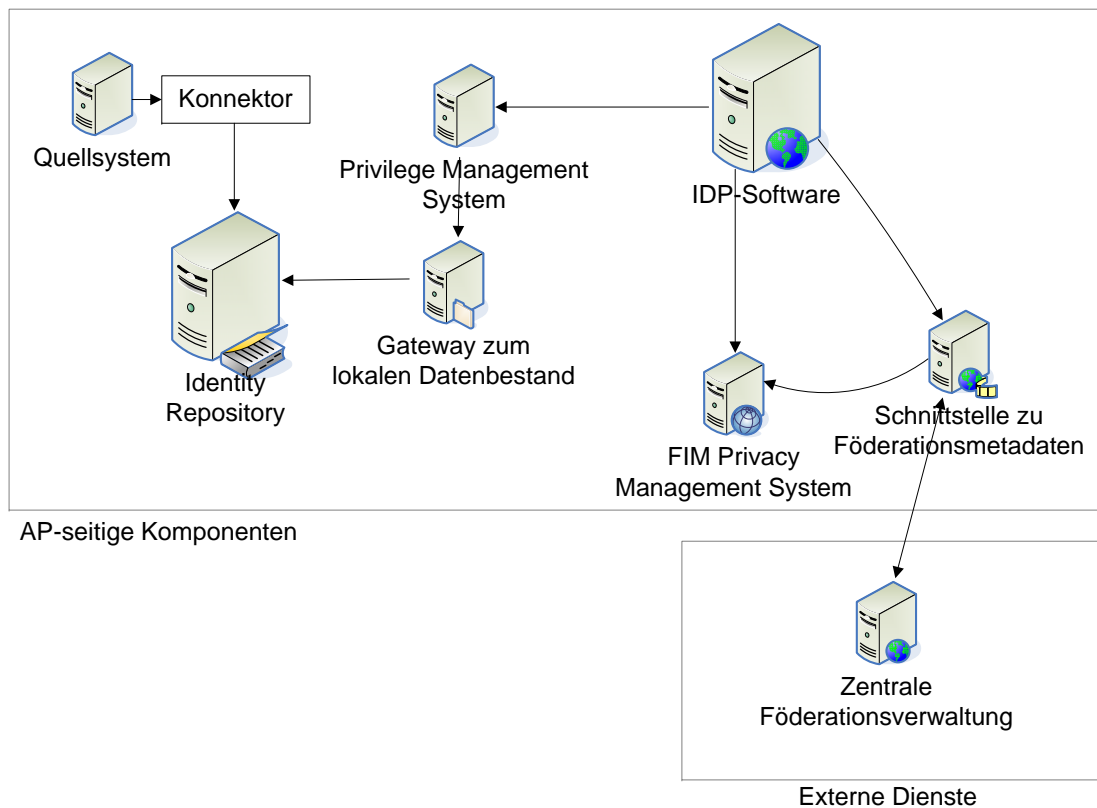 Quellsystem
Konnektor
Privilege Management
System
IDP-Software
Identity
Repository
Gateway zum
lokalen Datenbestand
FIM Privacy
Management System
Schnittstelle zu
Föderationsmetadaten
AP-seitige Komponenten
Zentrale
Föderationsverwaltung
Externe Dienste